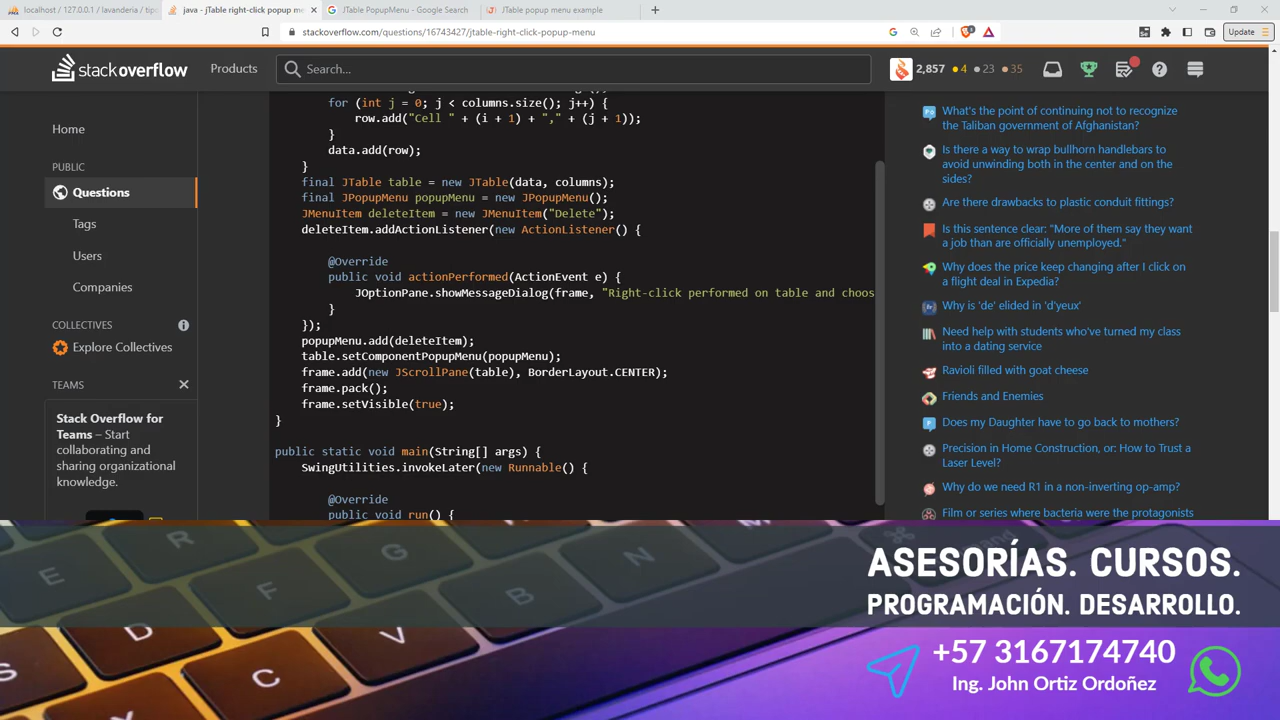 localhost / 127.0.0.1 / lavanderia / tipo
java - jTable right-click popup me
JTable PopupMenu - Google Search
JTable popup menu example
stackoverflow.com/questions/16743427/jtable-right-click-popup-menu
Update
stackoverflow
Products
Search...
2,857
4
23
35
Home
PUBLIC
Questions
Tags
Users
Companies
COLLECTIVES
Explore Collectives
TEAMS
Stack Overflow for
Teams – Start
collaborating and
sharing organizational
knowledge.
for (int j = 0; j < columns.size(); j++) {
row.add("Cell " + (i + 1) + "," + (j + 1));
}
data.add(row);
}
final JTable table = new JTable(data, columns);
final JPopupMenu popupMenu = new JPopupMenu();
JMenuItem deleteItem = new JMenuItem("Delete");
deleteItem.addActionListener(new ActionListener() {
@Override
public void actionPerformed(ActionEvent e) {
JOptionPane.showMessageDialog(frame, "Right-click performed on table and choos
}
});
popupMenu.add(deleteItem);
table.setComponentPopupMenu(popupMenu);
frame.add(new JScrollPane(table), BorderLayout.CENTER);
frame.pack();
frame.setVisible(true);
}
public static void main(String[] args) {
SwingUtilities.invokeLater(new Runnable() {
@Override
public void run() {
What's the point of continuing not to recognize
the Taliban government of Afghanistan?
Is there a way to wrap bullhorn handlebars to
avoid unwinding both in the center and on the
sides?
Are there drawbacks to plastic conduit fittings?
Is this sentence clear: "More of them say they want
a job than are officially unemployed."
Why does the price keep changing after I click on
a flight deal in Expedia?
Why is 'de' elided in 'd'yeux'
Need help with students who've turned my class
into a dating service
Ravioli filled with goat cheese
Friends and Enemies
Does my Daughter have to go back to mothers?
Precision in Home Construction, or: How to Trust a
Laser Level?
Why do we need R1 in a non-inverting op-amp?
Film or series where bacteria were the protagonists
ASESORÍAS. CURSOS.
PROGRAMACIÓN. DESARROLLO.
+57 3167174740
Ing. John Ortiz Ordoñez